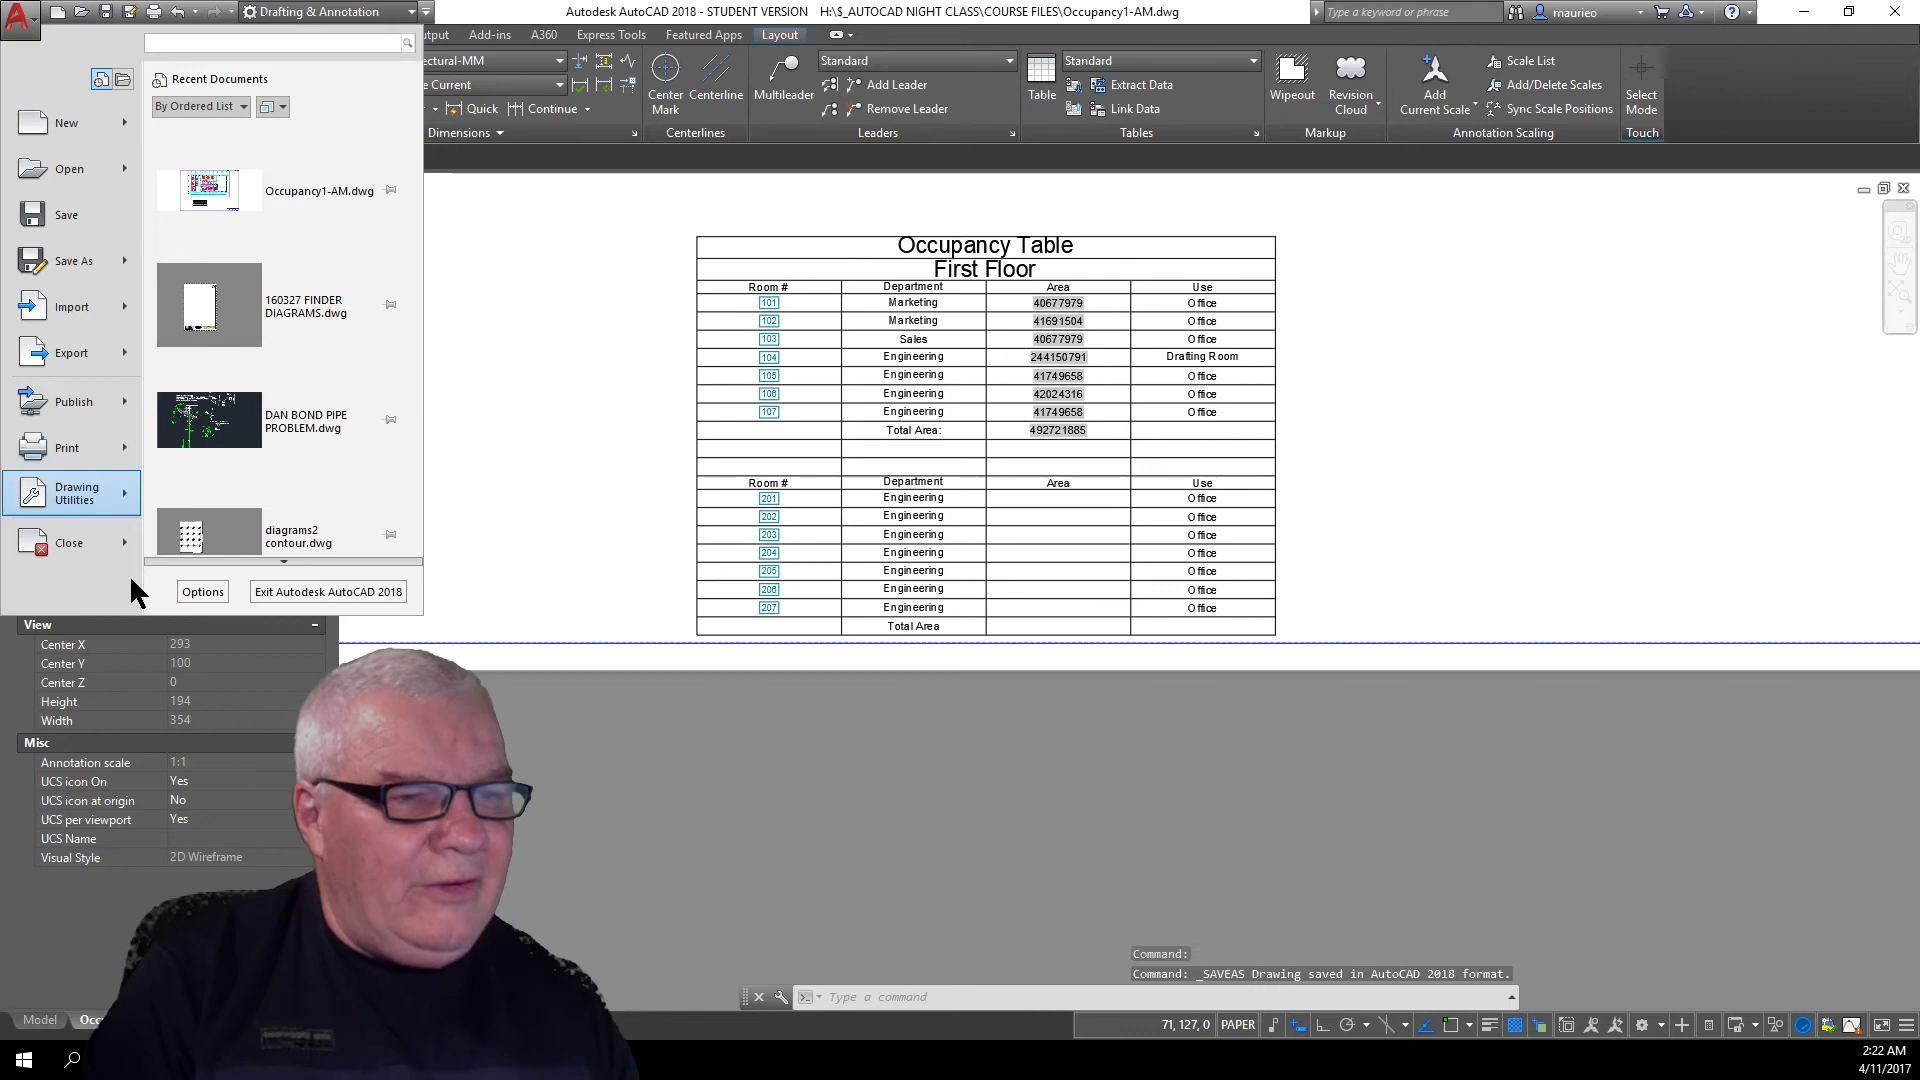 Drafting & Annotation
Autodesk AutoCAD 2018 - STUDENT VERSION H:\$_AUTOCAD NIGHT CLASS\COURSE FILES\Occupancy1-AM.dwg
Type a keyword or phrase
maurieo
utput Add-ins A360 Express Tools Featured Apps Layout
Recent Documents
By Ordered List
New
Open
Save
Save As
Import
Export
Publish
Print
Drawing
Utilities
Close
Occupancy1-AM.dwg
160327 FINDER
DIAGRAMS.dwg
DAN BOND PIPE
PROBLEM.dwg
diagrams2
contour.dwg
Options
Exit Autodesk AutoCAD 2018
ectural-MM
e Current
Quick
Continue
Dimensions
Center
Mark
Centerline
Centerlines
Multileader
Standard
Add Leader
Remove Leader
Leaders
Table
Standard
Extract Data
Link Data
Tables
Wipeout
Revision
Cloud
Markup
Add
Current Scale
Scale List
Add/Delete Scales
Sync Scale Positions
Annotation Scaling
Select
Mode
Touch
Occupancy Table
First Floor
Room # Department Area Use
101 Marketing 40677979 Office
102 Marketing 41691504 Office
103 Sales 40677979 Office
104 Engineering 244150791 Drafting Room
105 Engineering 41749658 Office
106 Engineering 42024316 Office
107 Engineering 41749658 Office
Total Area: 492721885
Room # Department Area Use
201 Engineering Office
202 Engineering Office
203 Engineering Office
204 Engineering Office
205 Engineering Office
206 Engineering Office
207 Engineering Office
Total Area
View
Center X 293
Center Y 100
Center Z 0
Height 194
Width 354
Misc
Annotation scale 1:1
UCS icon On Yes
UCS icon at origin No
UCS per viewport Yes
UCS Name
Visual Style 2D Wireframe
Command:
Command: _SAVEAS Drawing saved in AutoCAD 2018 format.
Type a command
Model Occ
71, 127, 0 PAPER
2:22 AM
4/11/2017